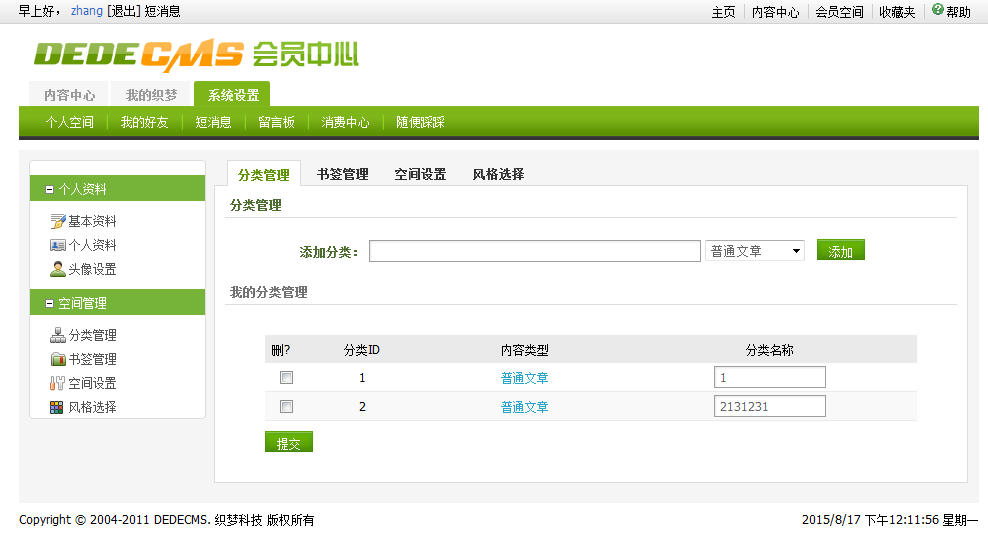 早上好， zhang [退出] 短消息 主页 内容中心 会员空间 收藏夹 帮助
DEDECMS 会员中心
内容中心 我的织梦 系统设置
个人空间 我的好友 短消息 留言板 消费中心 随便踩踩
个人资料
基本资料
个人资料
头像设置
空间管理
分类管理
书签管理
空间设置
风格选择
分类管理 书签管理 空间设置 风格选择
分类管理
添加分类： 普通文章 添加
我的分类管理
删? 分类ID 内容类型 分类名称
1 普通文章 1
2 普通文章 2131231
提交
Copyright © 2004-2011 DEDECMS. 织梦科技 版权所有 2015/8/17 下午12:11:56 星期一